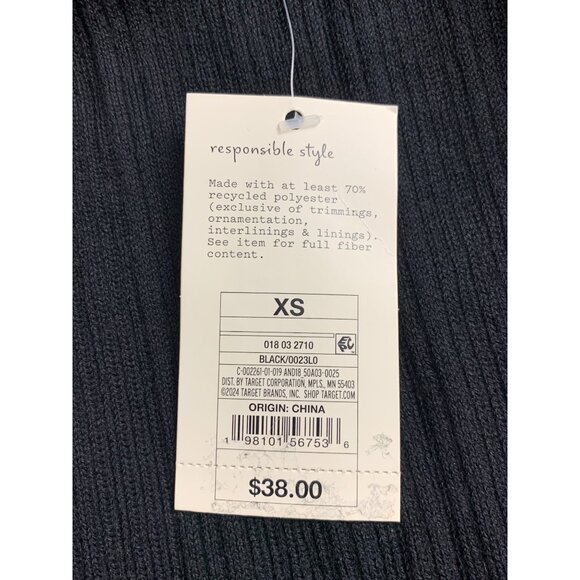 responsible style
Made with at least 70%
recycled polyester
(exclusive of trimmings,
ornamentation,
interlinings & linings).
See item for full fiber
content.
XS
018 03 2710
BLACK/0023L0
C-002261-01-019 AND18_50A03-0025
DIST. BY TARGET CORPORATION, MPLS, MN 55403
©2024 TARGET BRANDS, INC. SHOP TARGET.COM
ORIGIN: CHINA
1 98101 56753 6
$38.00